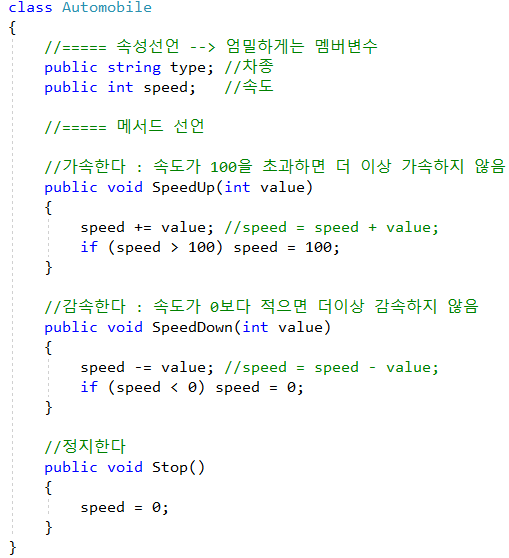 class Automobile
{
//===== 속성선언 --> 엄밀하게는 멤버변수
public string type; //차종
public int speed;   //속도
//===== 메서드 선언
//가속한다 : 속도가 100을 초과하면 더 이상 가속하지 않음
public void SpeedUp(int value)
{
speed += value; //speed = speed + value;
if (speed > 100) speed = 100;
}
//감속한다 : 속도가 0보다 적으면 더이상 감속하지 않음
public void SpeedDown(int value)
{
speed -= value; //speed = speed - value;
if (speed < 0) speed = 0;
}
//정지한다
public void Stop()
{
speed = 0;
}
}